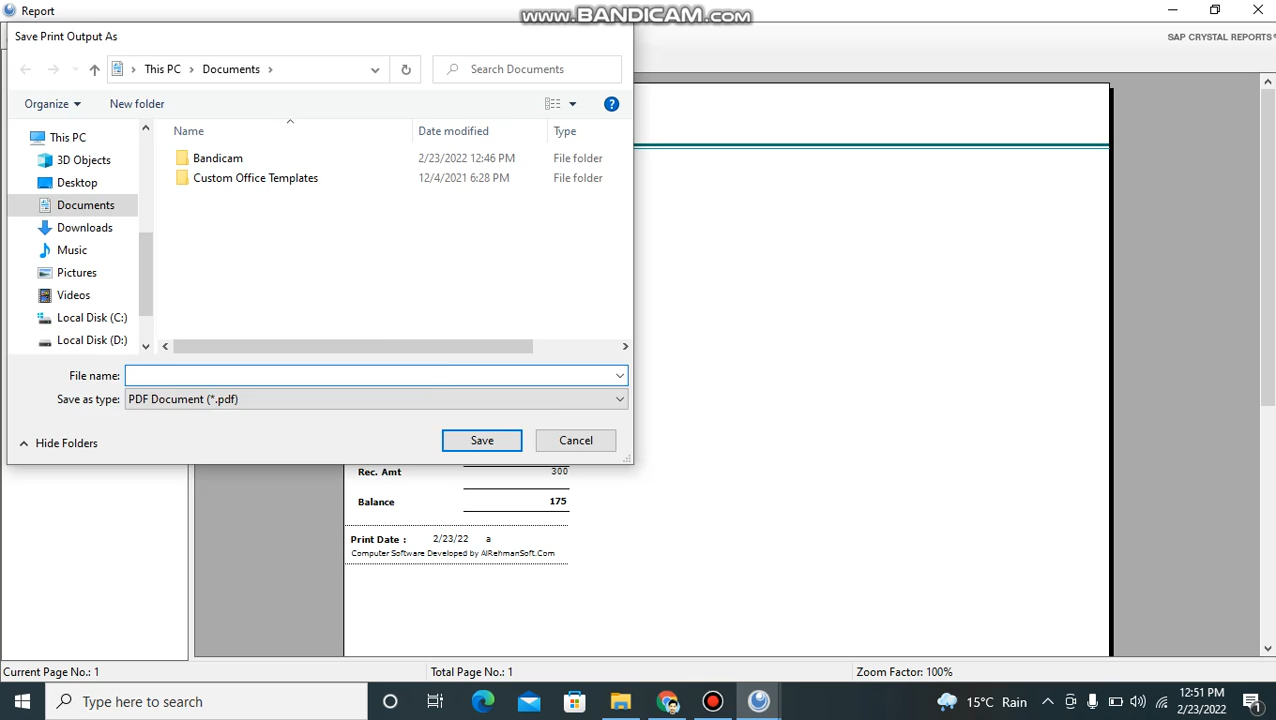 Report
www.BANDICAM.com
SAP CRYSTAL REPORTS®
Save Print Output As
This PC › Documents ›
Search Documents
Organize
New folder
Name
Date modified
Type
This PC
3D Objects
Desktop
Documents
Downloads
Music
Pictures
Videos
Local Disk (C:)
Local Disk (D:)
Bandicam 2/23/2022 12:46 PM File folder
Custom Office Templates 12/4/2021 6:28 PM File folder
File name:
Save as type: PDF Document (*.pdf)
Hide Folders
Save
Cancel
Rec. Amt 300
Balance 175
Print Date : 2/23/22 a
Computer Software Developed by AlRehmanSoft.Com
Current Page No.: 1
Total Page No.: 1
Zoom Factor: 100%
Type here to search
15°C Rain
12:51 PM
2/23/2022
1